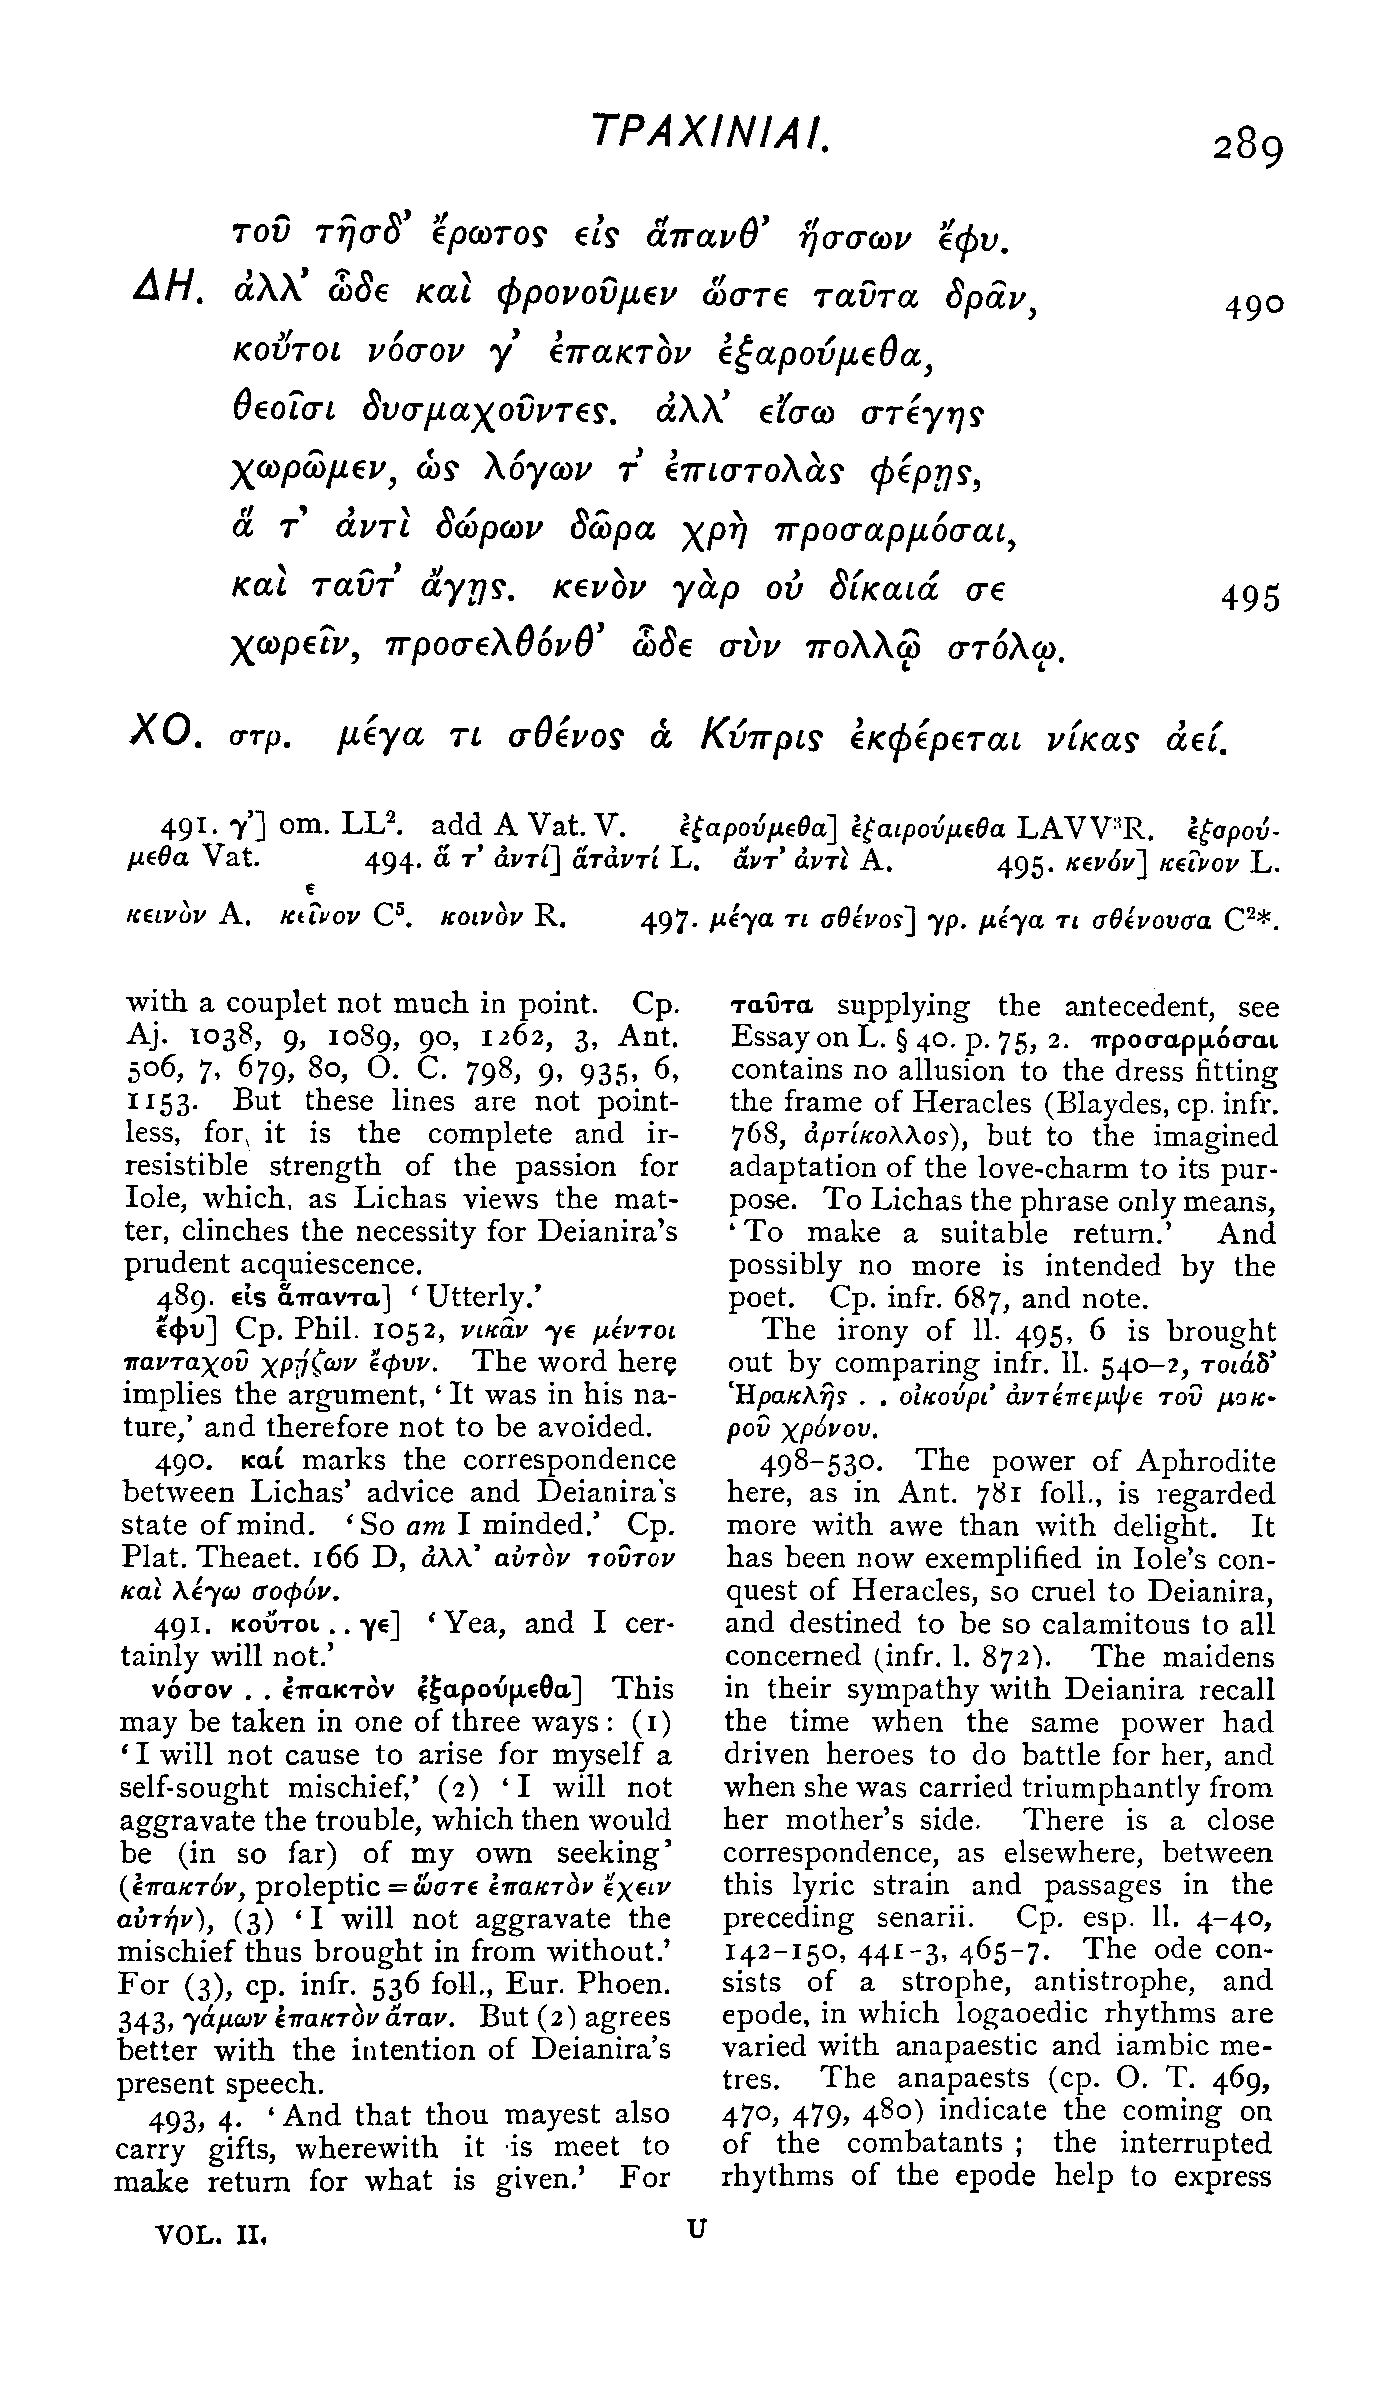 ΤΡΑΧΙΝΙΑΙ.
289
τοῦ τῆσδ’ ἔρωτος εἰς ἅπανθ’ ἥσσων ἔφυ.
ΔΗ. ἀλλ’ ὧδε καὶ φρονοῦμεν ὥστε ταῦτα δρᾶν, 490
κοὔτοι νόσον γ’ ἐπακτὸν ἐξαρούμεθα,
θεοῖσι δυσμαχοῦντες. ἀλλ’ εἴσω στέγης
χωρῶμεν, ὡς λόγων τ’ ἐπιστολὰς φέρῃς,
ἅ τ’ ἀντὶ δώρων δῶρα χρὴ προσαρμόσαι,
καὶ ταῦτ’ ἄγῃς. κενὸν γὰρ οὐ δίκαιά σε 495
χωρεῖν, προσελθόνθ’ ὧδε σὺν πολλῷ στόλῳ.
ΧΟ. στρ. μέγα τι σθένος ἁ Κύπρις ἐκφέρεται νίκας ἀεί.
491. γ’] om. LL². add A Vat. V. ἐξαρούμεθα] ἐξαιρούμεθα LAVV³R. ἐξαρού-
μεθα Vat. 494. ἅ τ’ ἀντί] ἅτἀντί L. ἄντ’ ἀντὶ A. 495. κενόν] κεῖνον L.
κεινὸν A. κεῖνον C⁵. κοινὸν R. 497. μέγα τι σθένος] γρ. μέγα τι σθένουσα C²*.
with a couplet not much in point. Cp.
Aj. 1038, 9, 1089, 90, 1262, 3, Ant.
506, 7, 679, 80, O. C. 798, 9, 935, 6,
1153. But these lines are not point-
less, for, it is the complete and ir-
resistible strength of the passion for
Iole, which, as Lichas views the mat-
ter, clinches the necessity for Deianira’s
prudent acquiescence.
489. εἰς ἅπαντα] ‘Utterly.’
ἔφυ] Cp. Phil. 1052, νικᾶν γε μέντοι
πανταχοῦ χρῄζων ἔφυν. The word here
implies the argument, ‘It was in his na-
ture,’ and therefore not to be avoided.
490. καί marks the correspondence
between Lichas’ advice and Deianira’s
state of mind. ‘So am I minded.’ Cp.
Plat. Theaet. 166 D, ἀλλ’ αὐτὸν τοῦτον
καὶ λέγω σοφόν.
491. κοὔτοι . . γε] ‘Yea, and I cer-
tainly will not.’
νόσον . . ἐπακτὸν ἐξαρούμεθα] This
may be taken in one of three ways: (1)
‘I will not cause to arise for myself a
self-sought mischief,’ (2) ‘I will not
aggravate the trouble, which then would
be (in so far) of my own seeking’
(ἐπακτόν, proleptic = ὥστε ἐπακτὸν ἔχειν
αὐτήν), (3) ‘I will not aggravate the
mischief thus brought in from without.’
For (3), cp. infr. 536 foll., Eur. Phoen.
343, γάμων ἐπακτὸν ἄταν. But (2) agrees
better with the intention of Deianira’s
present speech.
493, 4. ‘And that thou mayest also
carry gifts, wherewith it is meet to
make return for what is given.’ For
ταῦτα supplying the antecedent, see
Essay on L. § 40. p. 75, 2. προσαρμόσαι
contains no allusion to the dress fitting
the frame of Heracles (Blaydes, cp. infr.
768, ἀρτίκολλος), but to the imagined
adaptation of the love-charm to its pur-
pose. To Lichas the phrase only means,
‘To make a suitable return.’ And
possibly no more is intended by the
poet. Cp. infr. 687, and note.
The irony of ll. 495, 6 is brought
out by comparing infr. ll. 540–2, τοιάδ’
Ἡρακλῆς . . οἰκούρι’ ἀντέπεμψε τοῦ μακ-
ροῦ χρόνου.
498–530. The power of Aphrodite
here, as in Ant. 781 foll., is regarded
more with awe than with delight. It
has been now exemplified in Iole’s con-
quest of Heracles, so cruel to Deianira,
and destined to be so calamitous to all
concerned (infr. l. 872). The maidens
in their sympathy with Deianira recall
the time when the same power had
driven heroes to do battle for her, and
when she was carried triumphantly from
her mother’s side. There is a close
correspondence, as elsewhere, between
this lyric strain and passages in the
preceding senarii. Cp. esp. ll. 4–40,
142–150, 441–3, 465–7. The ode con-
sists of a strophe, antistrophe, and
epode, in which logaoedic rhythms are
varied with anapaestic and iambic me-
tres. The anapaests (cp. O. T. 469,
470, 479, 480) indicate the coming on
of the combatants; the interrupted
rhythms of the epode help to express
VOL. II. U